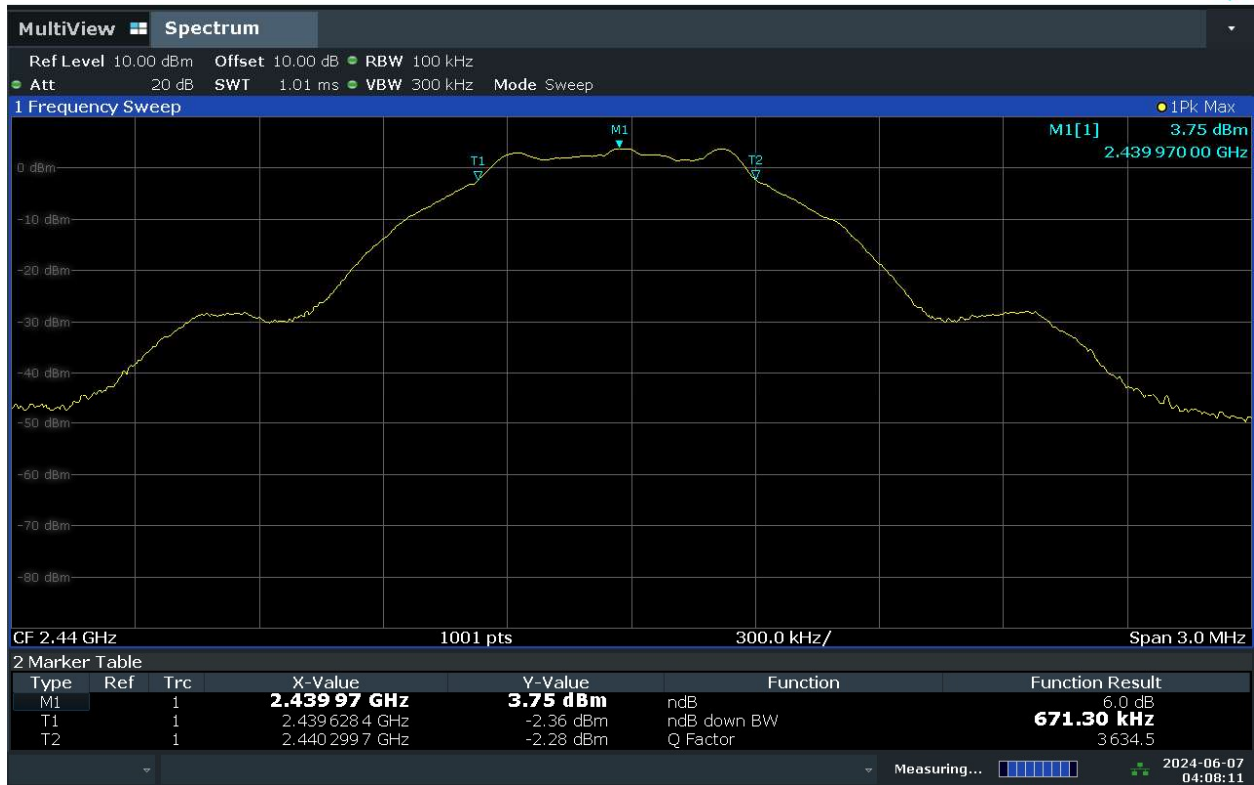 MultiView Spectrum
Ref Level 10.00 dBm Offset 10.00 dB RBW 100 kHz
Att 20 dB SWT 1.01 ms VBW 300 kHz Mode Sweep
1 Frequency Sweep 1Pk Max
M1 M1[1] 3.75 dBm
T1 T2 2.439 970 00 GHz
0 dBm
-10 dBm
-20 dBm
-30 dBm
-40 dBm
-50 dBm
-60 dBm
-70 dBm
-80 dBm
CF 2.44 GHz 1001 pts 300.0 kHz/ Span 3.0 MHz
2 Marker Table
Type Ref Trc X-Value Y-Value Function Function Result
M1 1 2.439 97 GHz 3.75 dBm ndB 6.0 dB
T1 1 2.439 628 4 GHz -2.36 dBm ndB down BW 671.30 kHz
T2 1 2.440 299 7 GHz -2.28 dBm Q Factor 3 634.5
Measuring... 2024-06-07
04:08:11